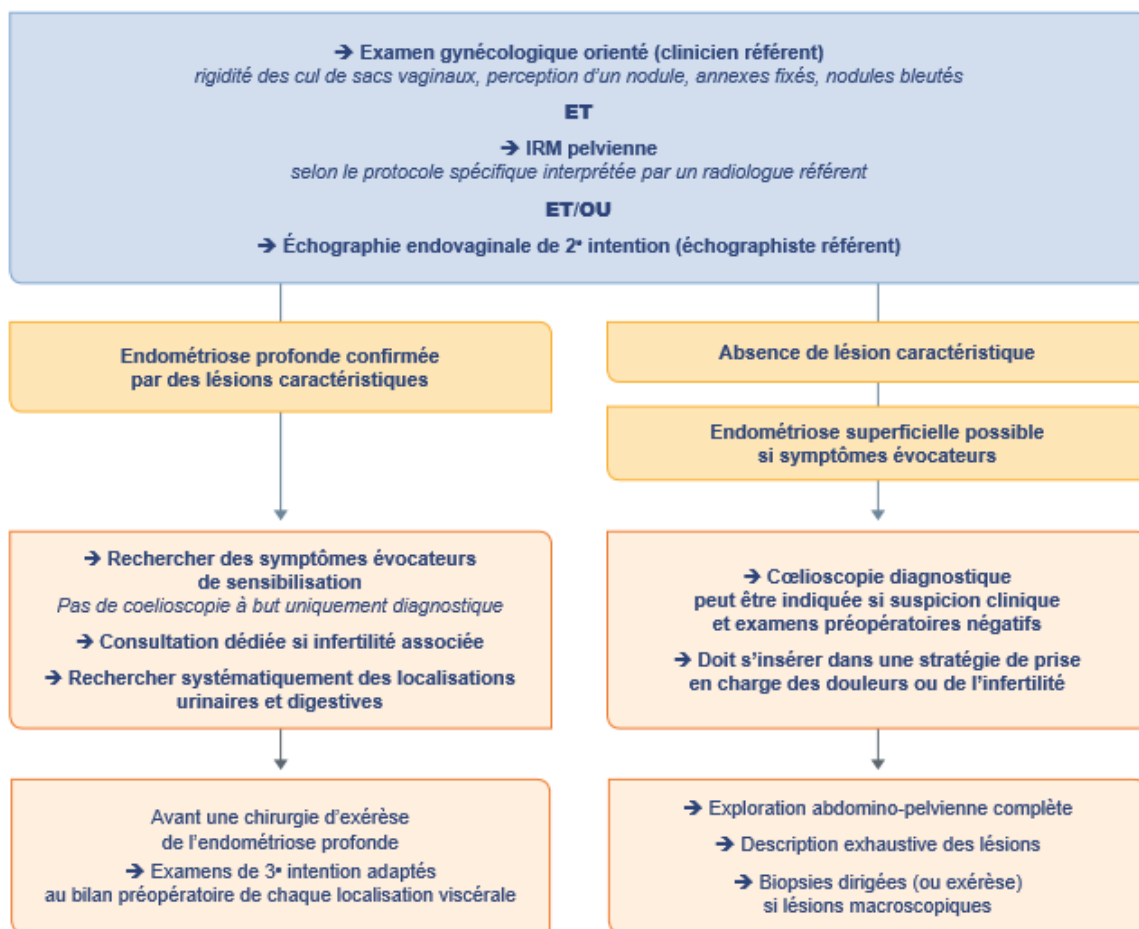 ➔ Examen gynécologique orienté (clinicien référent)
rigidité des cul de sacs vaginaux, perception d'un nodule, annexes fixés, nodules bleutés
ET
➔ IRM pelvienne
selon le protocole spécifique interprétée par un radiologue référent
ET/OU
➔ Échographie endovaginale de 2e intention (échographiste référent)
Endométriose profonde confirmée
par des lésions caractéristiques
Absence de lésion caractéristique
Endométriose superficielle possible
si symptômes évocateurs
➔ Rechercher des symptômes évocateurs
de sensibilisation
Pas de coelioscopie à but uniquement diagnostique
➔ Consultation dédiée si infertilité associée
➔ Rechercher systématiquement des localisations
urinaires et digestives
➔ Cœlioscopie diagnostique
peut être indiquée si suspicion clinique
et examens préopératoires négatifs
➔ Doit s'insérer dans une stratégie de prise
en charge des douleurs ou de l'infertilité
Avant une chirurgie d'exérèse
de l'endométriose profonde
➔ Examens de 3e intention adaptés
au bilan préopératoire de chaque localisation viscérale
➔ Exploration abdomino-pelvienne complète
➔ Description exhaustive des lésions
➔ Biopsies dirigées (ou exérèse)
si lésions macroscopiques